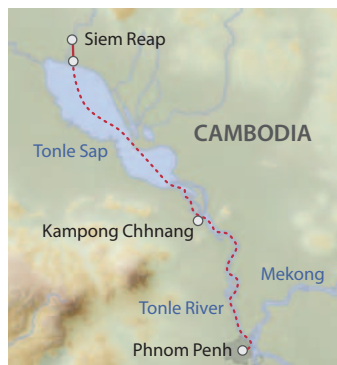 Siem Reap
CAMBODIA
Tonle Sap
Kampong Chhnang
Mekong
Tonle River
Phnom Penh